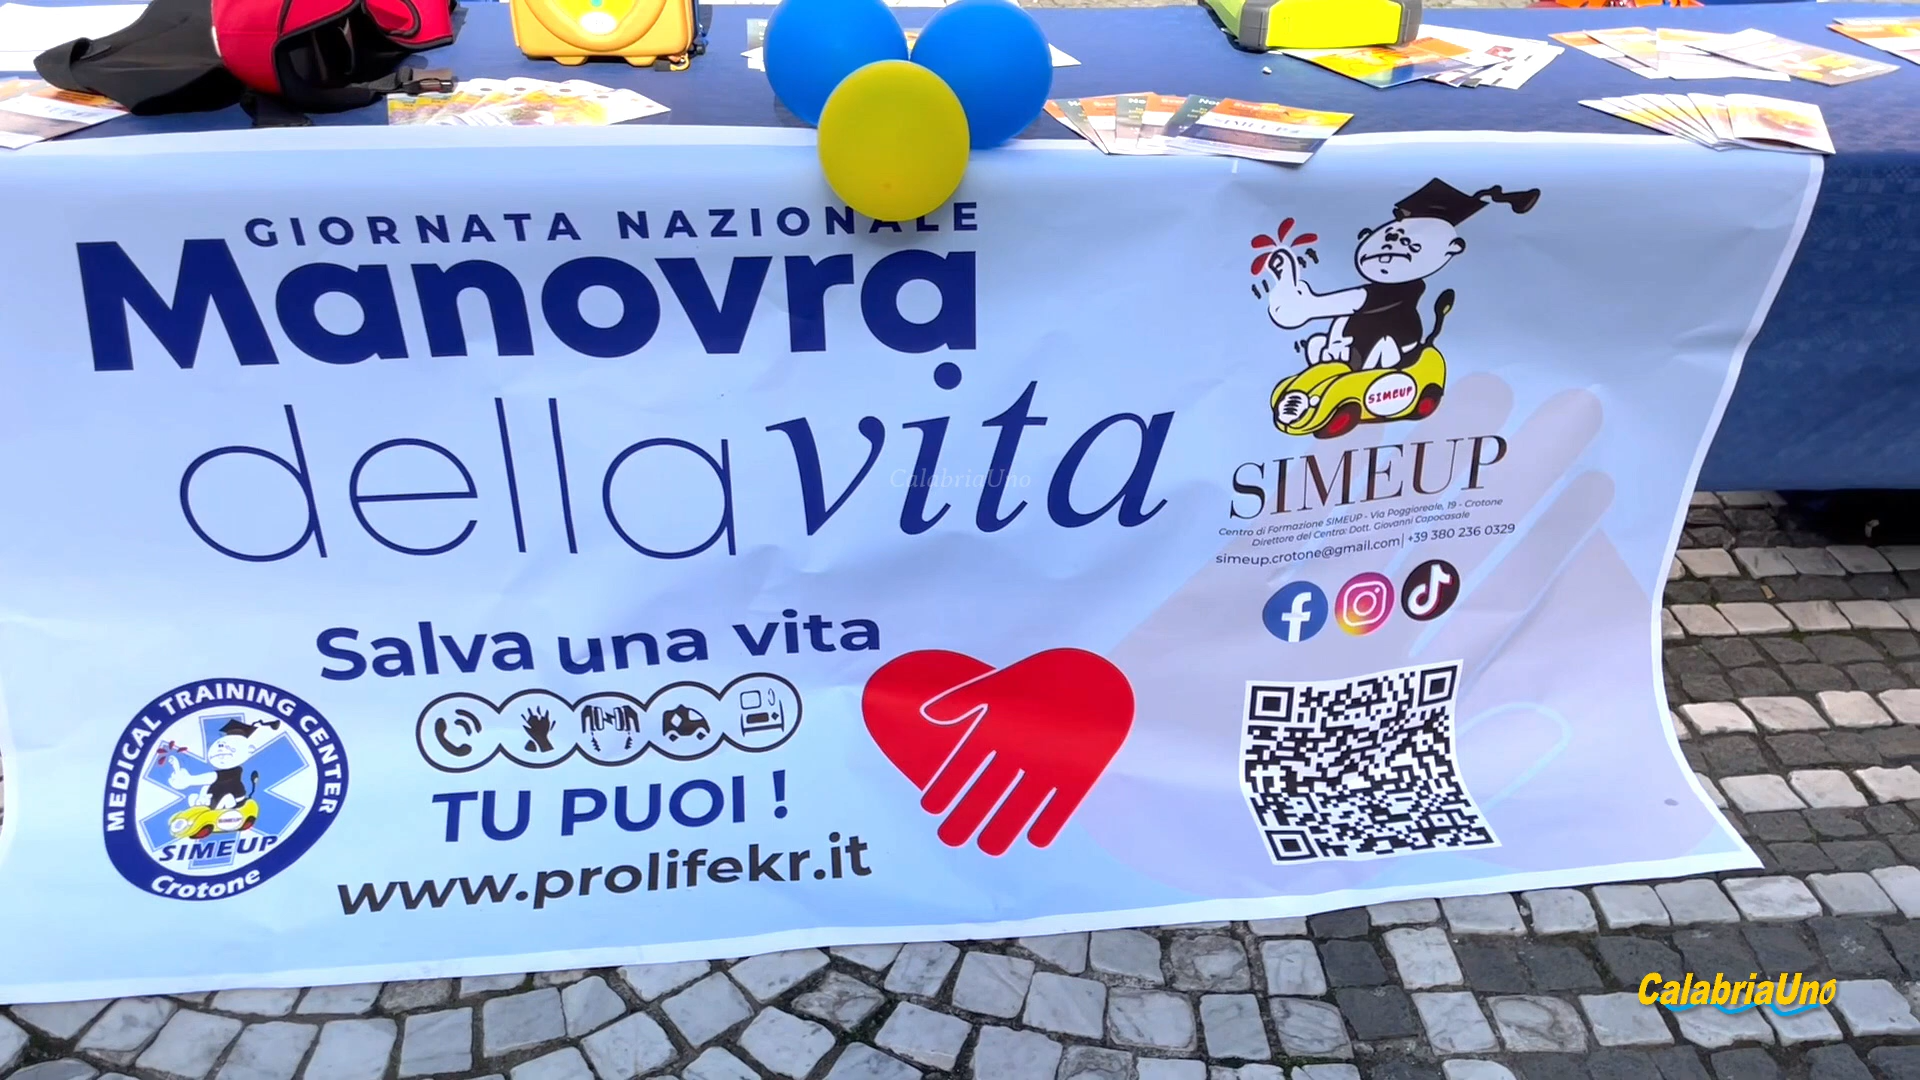 GIORNATA NAZIONALE
Manovra
della vita
CalabriaUno
Salva una vita
TU PUOI !
www.prolifekr.it
MEDICAL TRAINING CENTER
SIMEUP
Crotone
SIMEUP
SIMEUP
Centro di Formazione SIMEUP - Via Poggioreale, 19 - Crotone
Direttore del Centro: Dott. Giovanni Capocasale
simeup.crotone@gmail.com| +39 380 236 0329
CalabriaUno